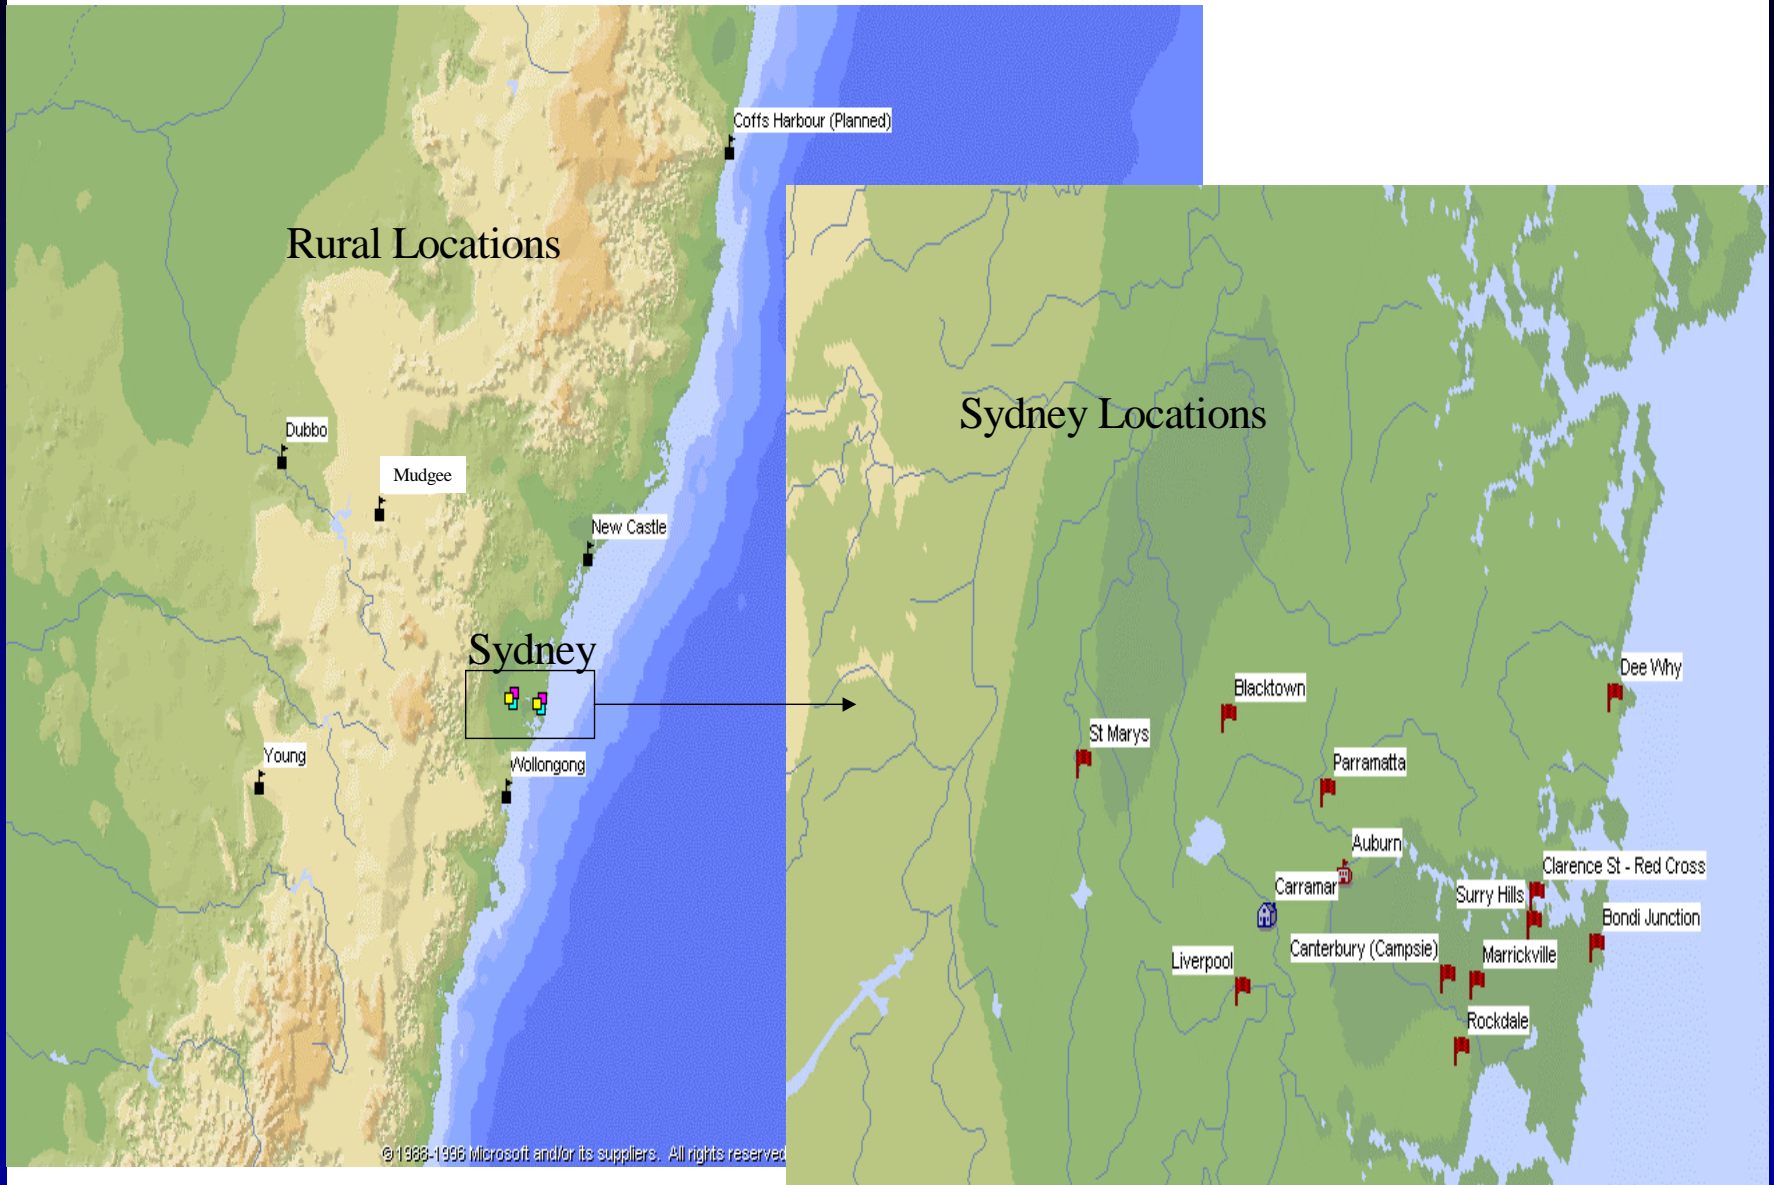 Coffs Harbour (Planned)
Rural Locations
Sydney Locations
Dubbo
Mudgee
New Castle
Sydney
Young
Wollongong
Dee Why
Blacktown
St Marys
Parramatta
Auburn
Clarence St - Red Cross
Carramar
Surry Hills
Bondi Junction
Canterbury (Campsie)
Marrickville
Liverpool
Rockdale
© 1988-1996 Microsoft and/or its suppliers. All rights reserved